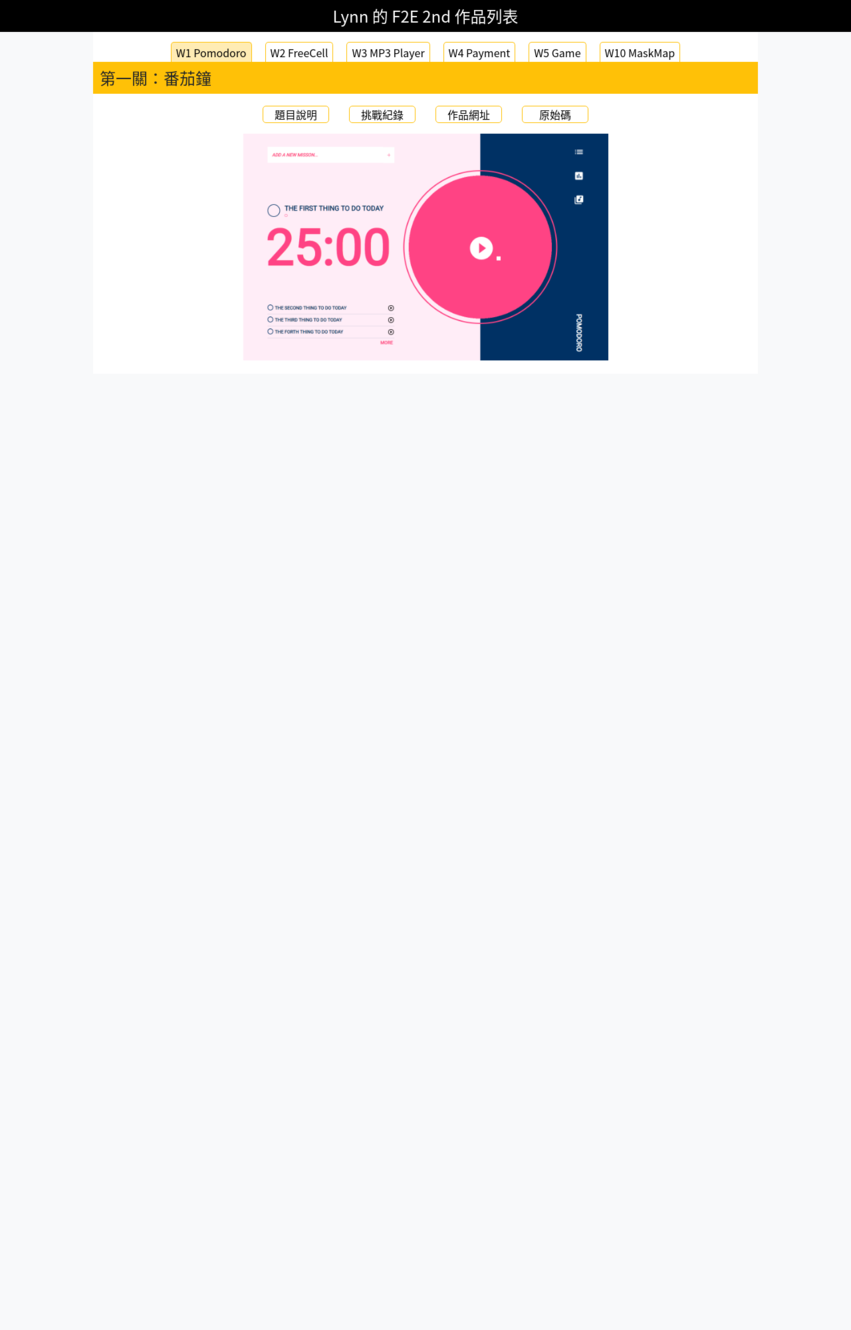 Lynn 的 F2E 2nd 作品列表
W1 Pomodoro W2 FreeCell W3 MP3 Player W4 Payment W5 Game W10 MaskMap
第一關：番茄鐘
題目說明 挑戰紀錄 作品網址 原始碼
ADD A NEW MISSION... +
THE FIRST THING TO DO TODAY
25:00
THE SECOND THING TO DO TODAY
THE THIRD THING TO DO TODAY
THE FORTH THING TO DO TODAY
MORE
POMODORO